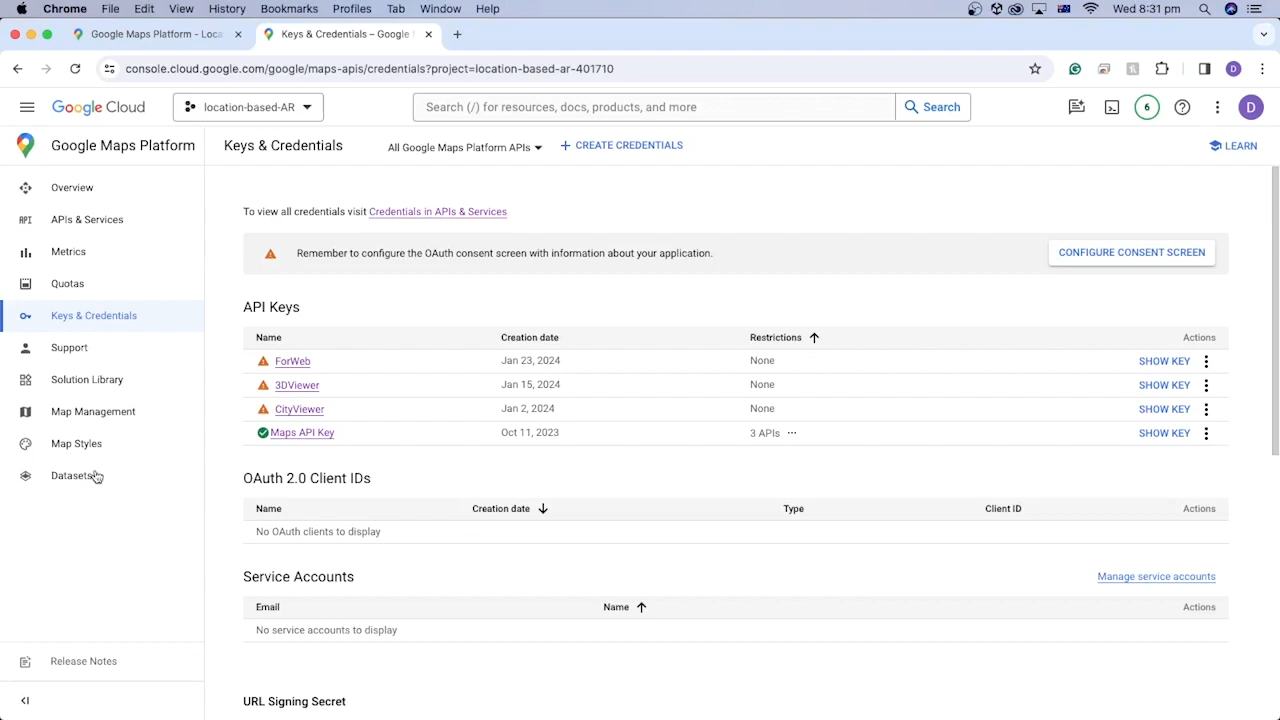 Chrome File Edit View History Bookmarks Profiles Tab Window Help Wed 8:31 pm
Google Maps Platform - Loca
Keys & Credentials – Google
console.cloud.google.com/google/maps-apis/credentials?project=location-based-ar-401710
D
Google Cloud
location-based-AR
Search (/) for resources, docs, products, and more
Search
6
D
Google Maps Platform
Keys & Credentials
All Google Maps Platform APIs
CREATE CREDENTIALS
LEARN
Overview
API APIs & Services
Metrics
Quotas
Keys & Credentials
Support
Solution Library
Map Management
Map Styles
Datasets
Release Notes
To view all credentials visit Credentials in APIs & Services
Remember to configure the OAuth consent screen with information about your application.
CONFIGURE CONSENT SCREEN
API Keys
Name Creation date Restrictions Actions
ForWeb Jan 23, 2024 None SHOW KEY
3DViewer Jan 15, 2024 None SHOW KEY
CityViewer Jan 2, 2024 None SHOW KEY
Maps API Key Oct 11, 2023 3 APIs ... SHOW KEY
OAuth 2.0 Client IDs
Name Creation date Type Client ID Actions
No OAuth clients to display
Service Accounts
Manage service accounts
Email Name Actions
No service accounts to display
URL Signing Secret